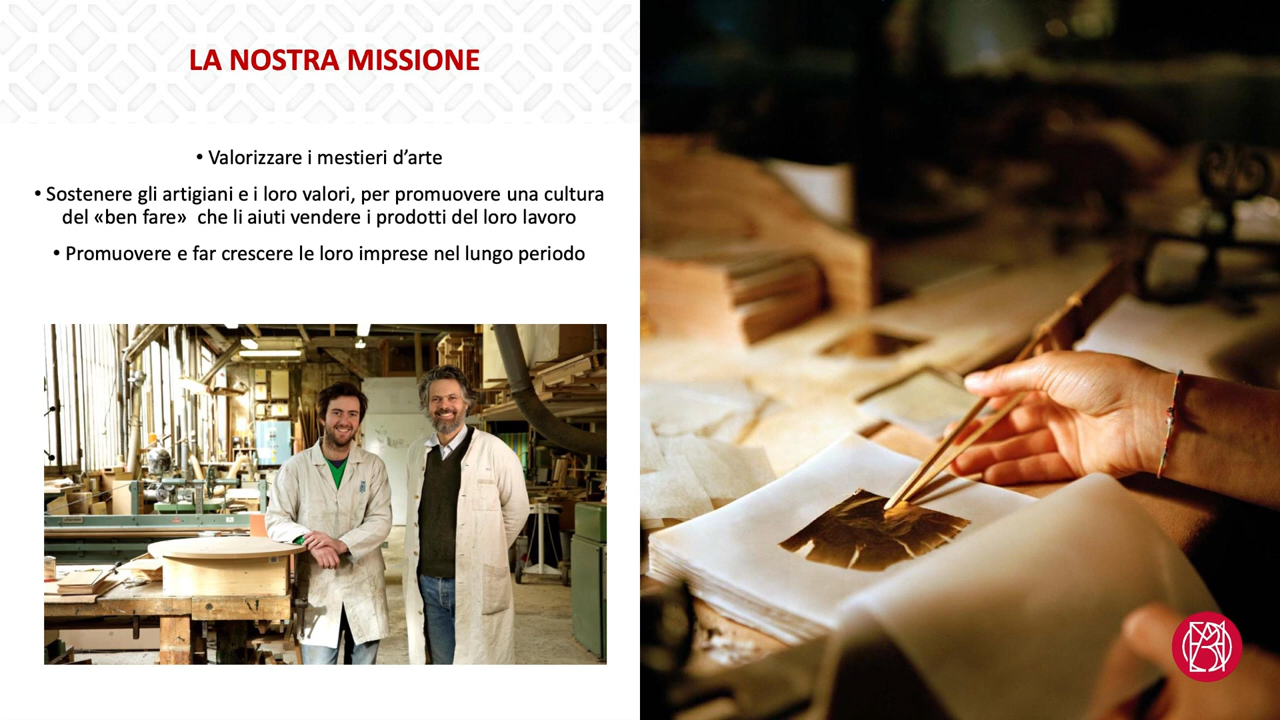 LA NOSTRA MISSIONE
• Valorizzare i mestieri d’arte
• Sostenere gli artigiani e i loro valori, per promuovere una cultura
del «ben fare»  che li aiuti vendere i prodotti del loro lavoro
• Promuovere e far crescere le loro imprese nel lungo periodo